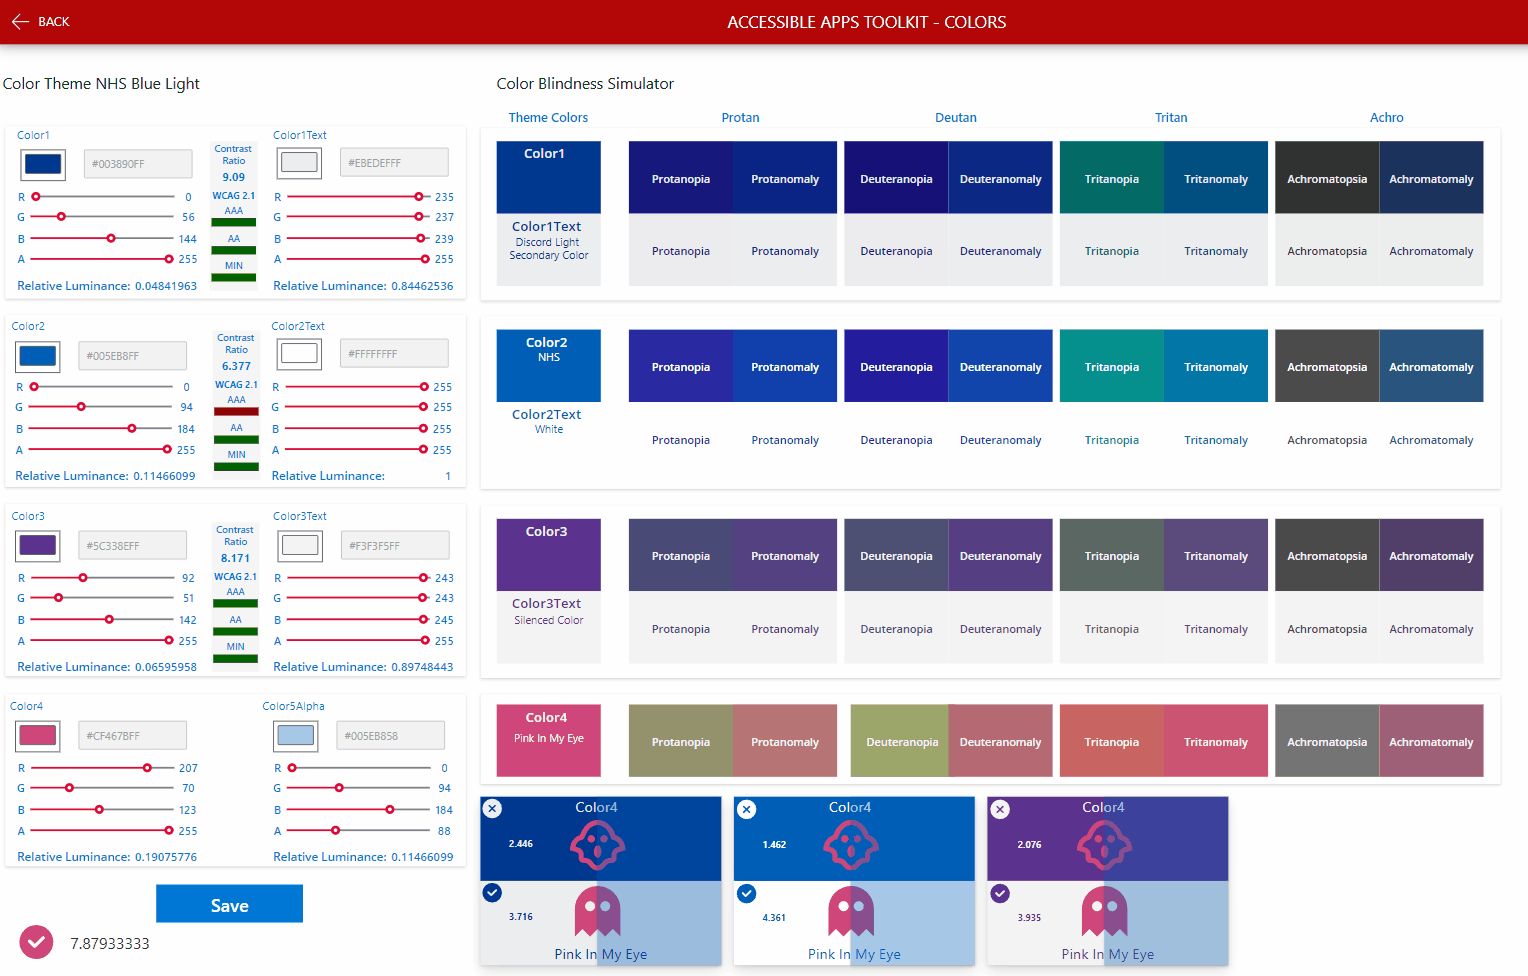 BACK
ACCESSIBLE APPS TOOLKIT - COLORS
Color Theme NHS Blue Light
Color Blindness Simulator
Theme Colors Protan Deutan Tritan Achro
Color1
#003890FF
R 0
G 56
B 144
A 255
Relative Luminance: 0.04841963
Contrast
Ratio
9.09
WCAG 2.1
AAA
AA
MIN
Color1Text
#EBEDEFFF
R 235
G 237
B 239
A 255
Relative Luminance: 0.84462536
Color1
Protanopia Protanomaly Deuteranopia Deuteranomaly Tritanopia Tritanomaly Achromatopsia Achromatomaly
Color1Text
Discord Light
Secondary Color
Protanopia Protanomaly Deuteranopia Deuteranomaly Tritanopia Tritanomaly Achromatopsia Achromatomaly
Color2
#005EB8FF
R 0
G 94
B 184
A 255
Relative Luminance: 0.11466099
Contrast
Ratio
6.377
WCAG 2.1
AAA
AA
MIN
Color2Text
#FFFFFFFF
R 255
G 255
B 255
A 255
Relative Luminance: 1
Color2
NHS
Protanopia Protanomaly Deuteranopia Deuteranomaly Tritanopia Tritanomaly Achromatopsia Achromatomaly
Color2Text
White
Protanopia Protanomaly Deuteranopia Deuteranomaly Tritanopia Tritanomaly Achromatopsia Achromatomaly
Color3
#5C338EFF
R 92
G 51
B 142
A 255
Relative Luminance: 0.06595958
Contrast
Ratio
8.171
WCAG 2.1
AAA
AA
MIN
Color3Text
#F3F3F5FF
R 243
G 243
B 245
A 255
Relative Luminance: 0.89748443
Color3
Protanopia Protanomaly Deuteranopia Deuteranomaly Tritanopia Tritanomaly Achromatopsia Achromatomaly
Color3Text
Silenced Color
Protanopia Protanomaly Deuteranopia Deuteranomaly Tritanopia Tritanomaly Achromatopsia Achromatomaly
Color4
#CF467BFF
R 207
G 70
B 123
A 255
Relative Luminance: 0.19075776
Color5Alpha
#005EB858
R 0
G 94
B 184
A 88
Relative Luminance: 0.11466099
Color4
Pink In My Eye
Protanopia Protanomaly Deuteranopia Deuteranomaly Tritanopia Tritanomaly Achromatopsia Achromatomaly
Color4
2.446
3.716
Pink In My Eye
Color4
1.462
4.361
Pink In My Eye
Color4
2.076
3.935
Pink In My Eye
Save
7.87933333